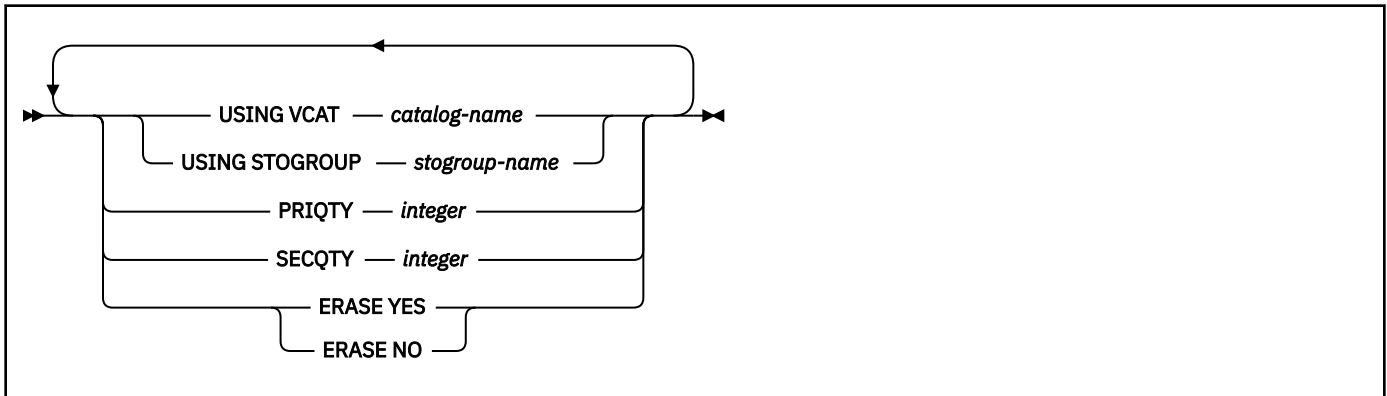 USING VCAT catalog-name
USING STOGROUP stogroup-name
PRIQTY integer
SECQTY integer
ERASE YES
ERASE NO